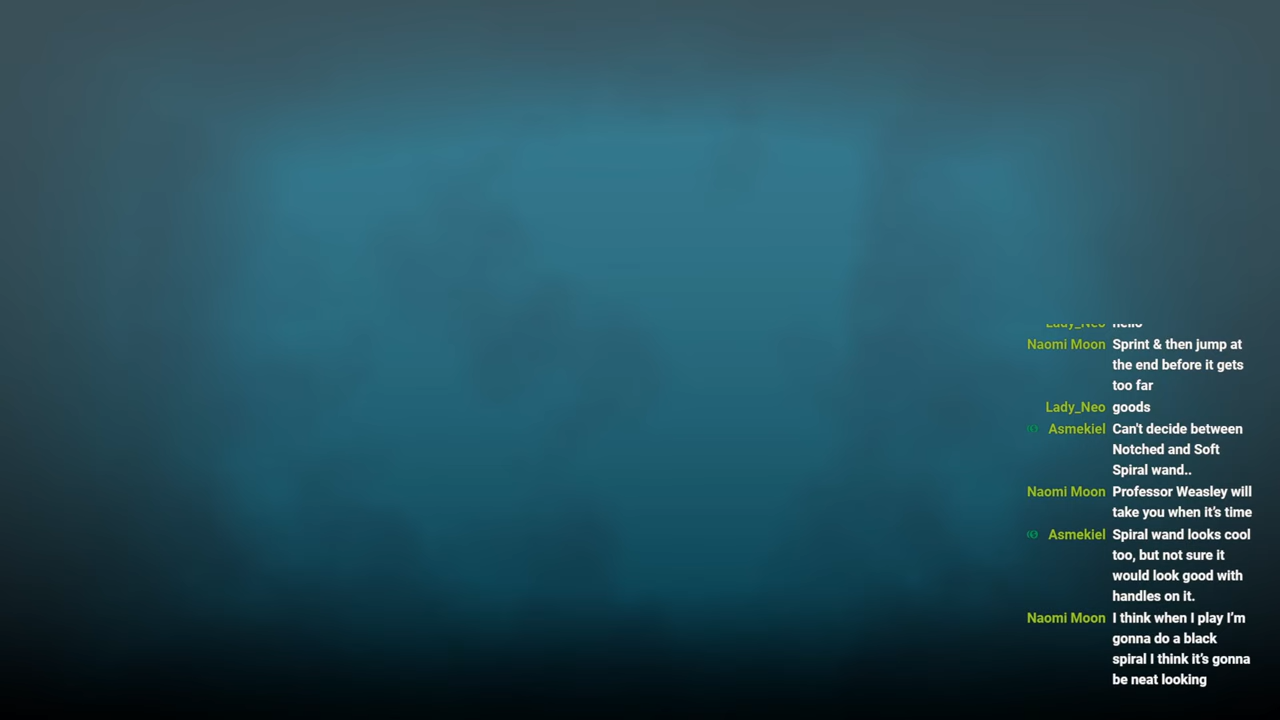 Lady_Neo hello
Naomi Moon Sprint & then jump at
the end before it gets
too far
Lady_Neo goods
Asmekiel Can't decide between
Notched and Soft
Spiral wand..
Naomi Moon Professor Weasley will
take you when it's time
Asmekiel Spiral wand looks cool
too, but not sure it
would look good with
handles on it.
Naomi Moon I think when I play I'm
gonna do a black
spiral I think it's gonna
be neat looking